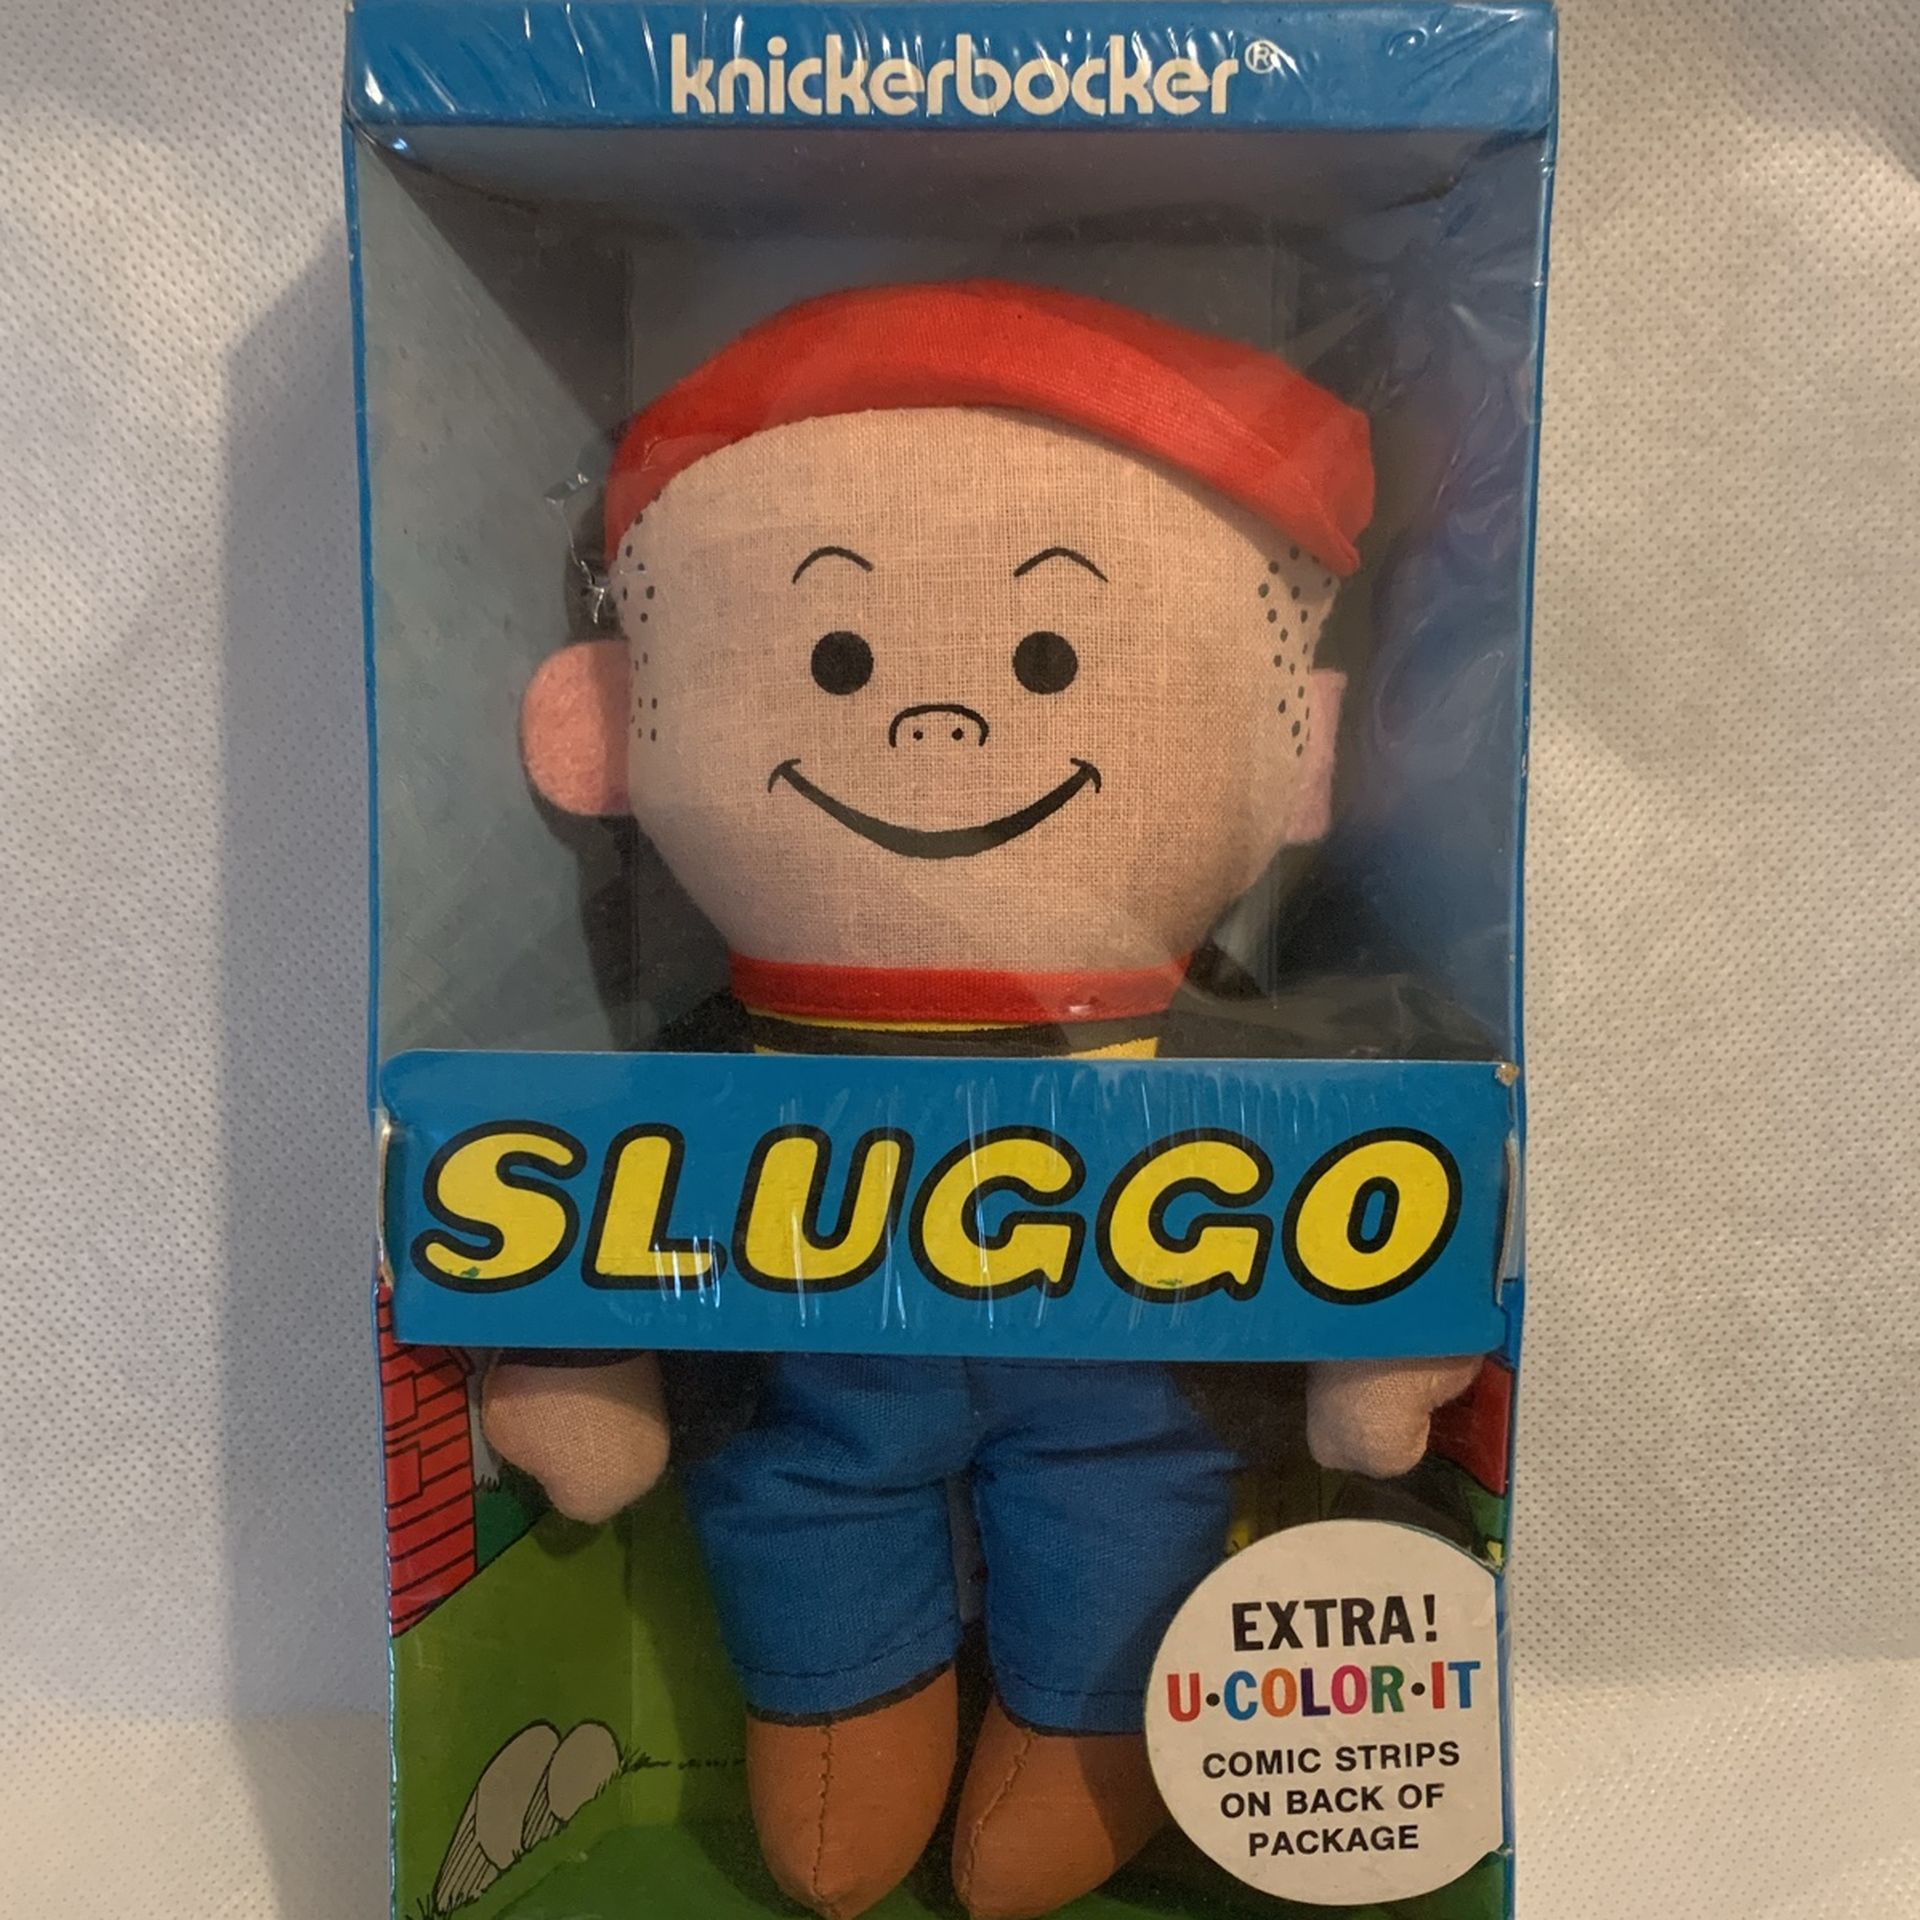 knickerbocker®
SLUGGO
EXTRA!
U•COLOR•IT
COMIC STRIPS
ON BACK OF
PACKAGE